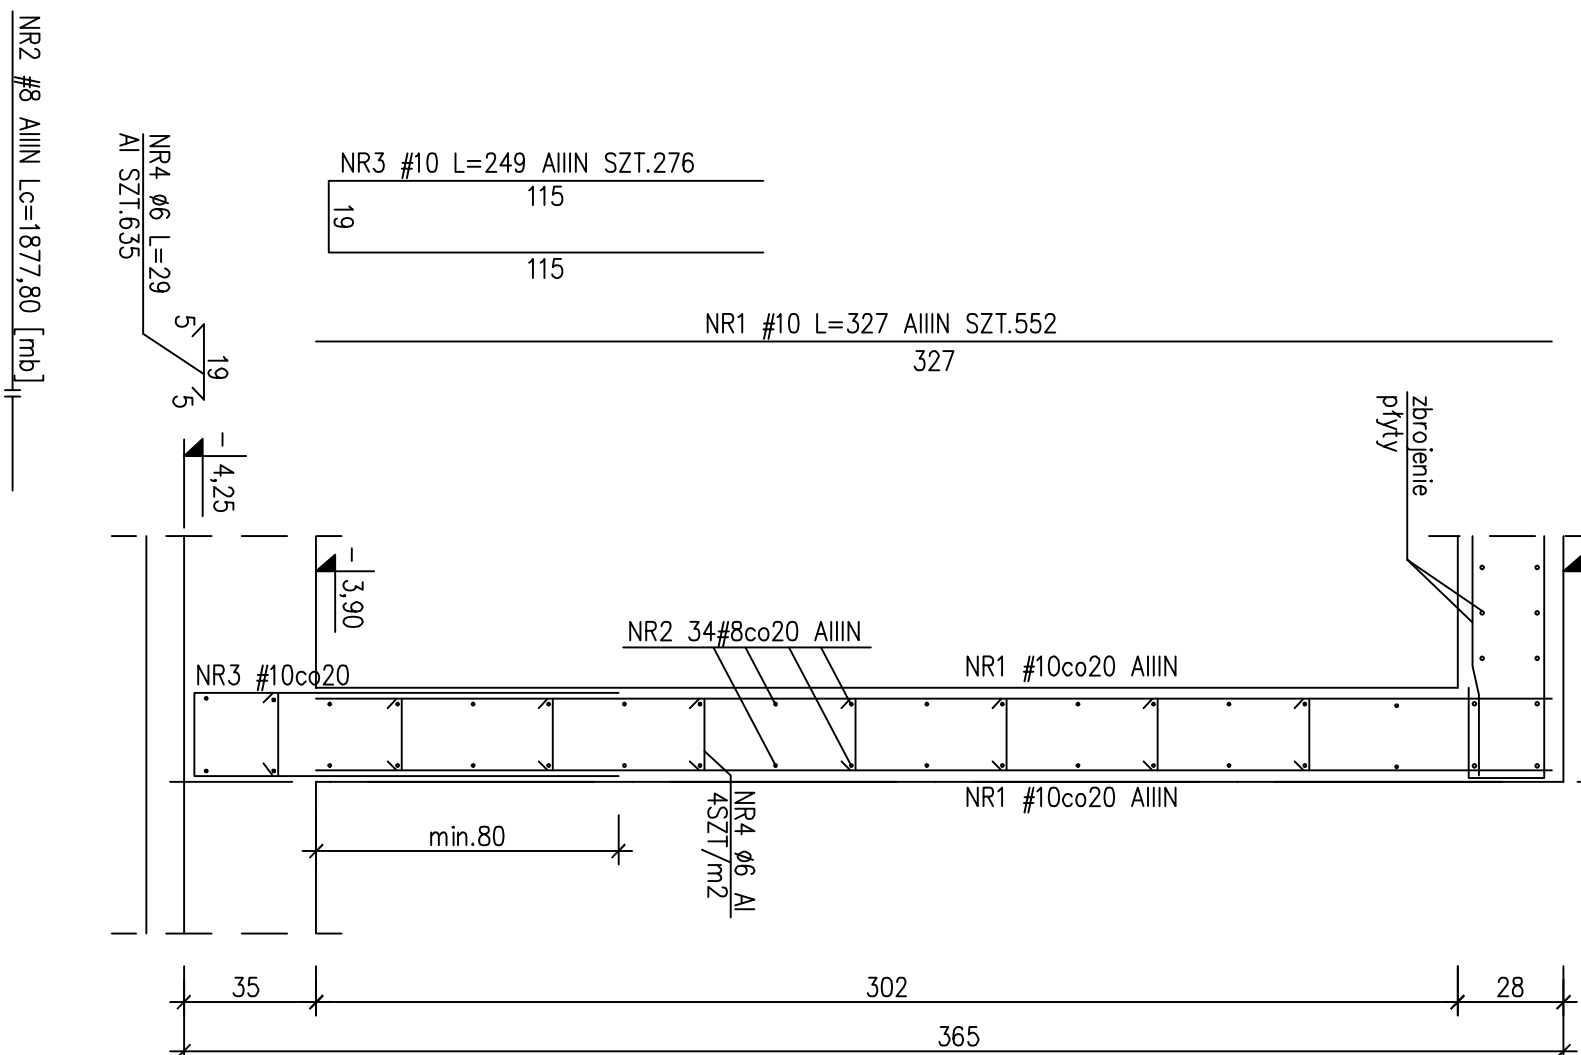 NR2 #8 AIIIN Lc=1877,80 [mb]
NR4 ø6 L=29
AI SZT.635
5
19
5
NR3 #10 L=249 AIIIN SZT.276
115
19
115
NR1 #10 L=327 AIIIN SZT.552
327
zbrojenie
płyty
-4,25
-3,90
NR2 34#8co20 AIIIN
NR3 #10co20
NR1 #10co20 AIIIN
NR1 #10co20 AIIIN
NR4 ø6 AI
4SZT/m2
min.80
35
302
28
365